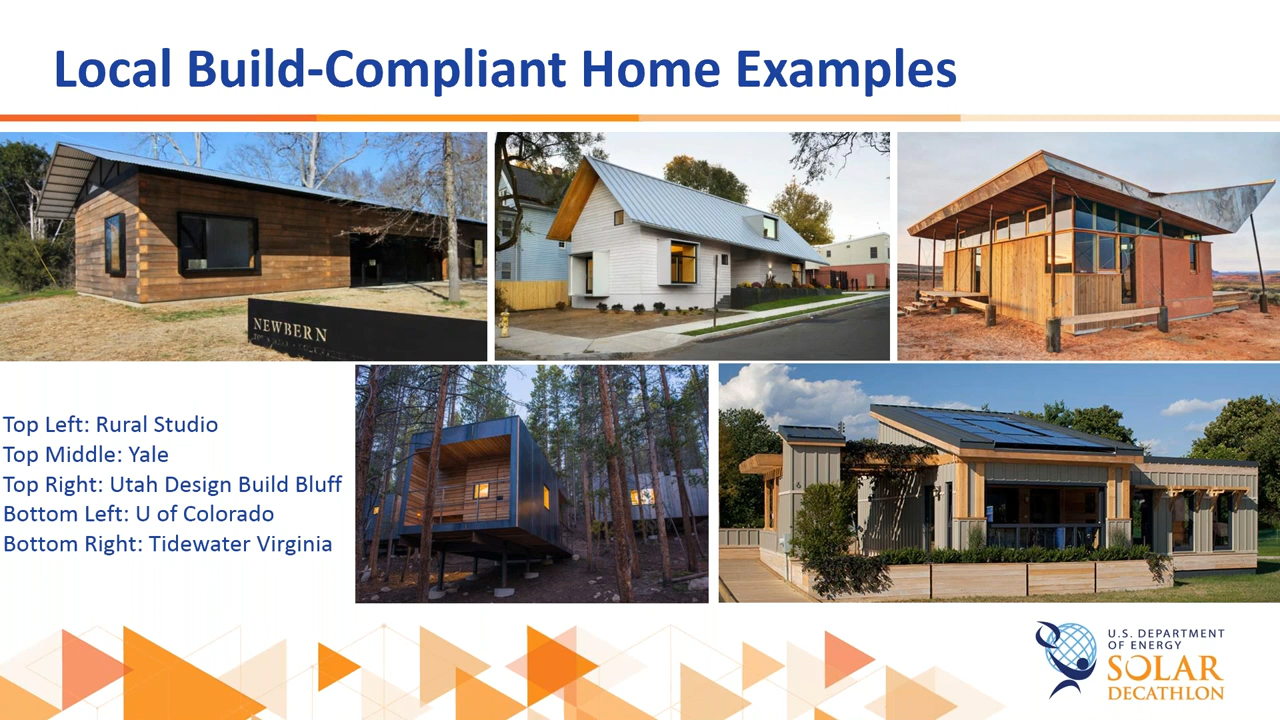 Local Build-Compliant Home Examples
NEWBERN
Top Left: Rural Studio
Top Middle: Yale
Top Right: Utah Design Build Bluff
Bottom Left: U of Colorado
Bottom Right: Tidewater Virginia
U.S. DEPARTMENT
OF ENERGY
SOLAR
DECATHLON